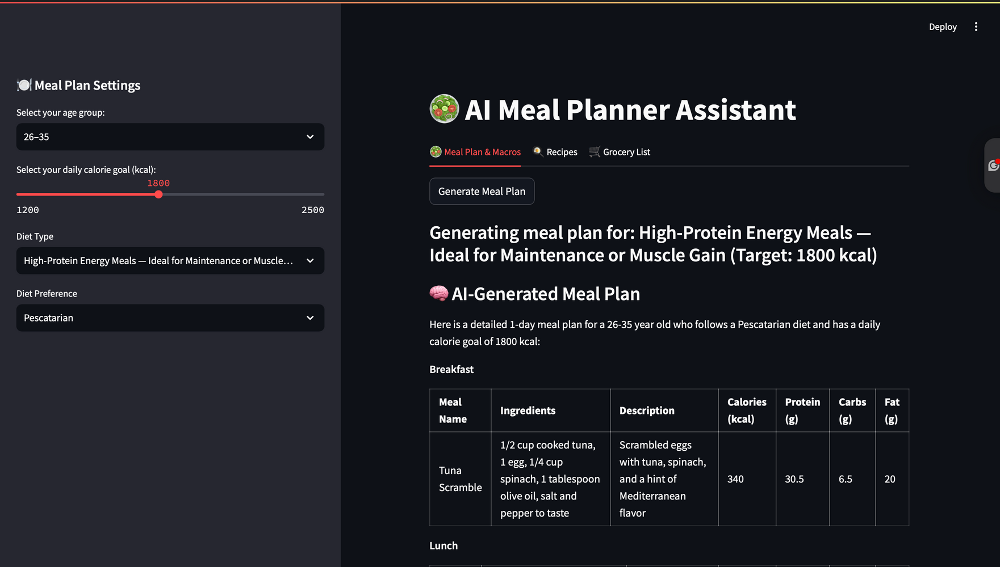 Deploy
🍽️ Meal Plan Settings
Select your age group:
26–35
Select your daily calorie goal (kcal):
1800
1200 2500
Diet Type
High-Protein Energy Meals — Ideal for Maintenance or Muscle...
Diet Preference
Pescatarian
🥗 AI Meal Planner Assistant
🥗 Meal Plan & Macros 🍳 Recipes 🛒 Grocery List
Generate Meal Plan
Generating meal plan for: High-Protein Energy Meals —
Ideal for Maintenance or Muscle Gain (Target: 1800 kcal)
🧠 AI-Generated Meal Plan
Here is a detailed 1-day meal plan for a 26-35 year old who follows a Pescatarian diet and has a daily
calorie goal of 1800 kcal:
Breakfast
Meal
Name
Ingredients
Description
Calories
(kcal)
Protein
(g)
Carbs
(g)
Fat
(g)
Tuna
Scramble
1/2 cup cooked tuna,
1 egg, 1/4 cup
spinach, 1 tablespoon
olive oil, salt and
pepper to taste
Scrambled eggs
with tuna, spinach,
and a hint of
Mediterranean
flavor
340
30.5
6.5
20
Lunch